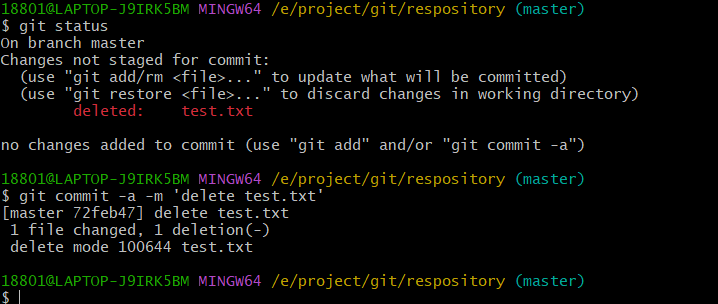 18801@LAPTOP-J9IRK5BM MINGW64 /e/project/git/respository (master)
$ git status
On branch master
Changes not staged for commit:
  (use "git add/rm <file>..." to update what will be committed)
  (use "git restore <file>..." to discard changes in working directory)
        deleted:    test.txt

no changes added to commit (use "git add" and/or "git commit -a")

18801@LAPTOP-J9IRK5BM MINGW64 /e/project/git/respository (master)
$ git commit -a -m 'delete test.txt'
[master 72feb47] delete test.txt
 1 file changed, 1 deletion(-)
 delete mode 100644 test.txt

18801@LAPTOP-J9IRK5BM MINGW64 /e/project/git/respository (master)
$